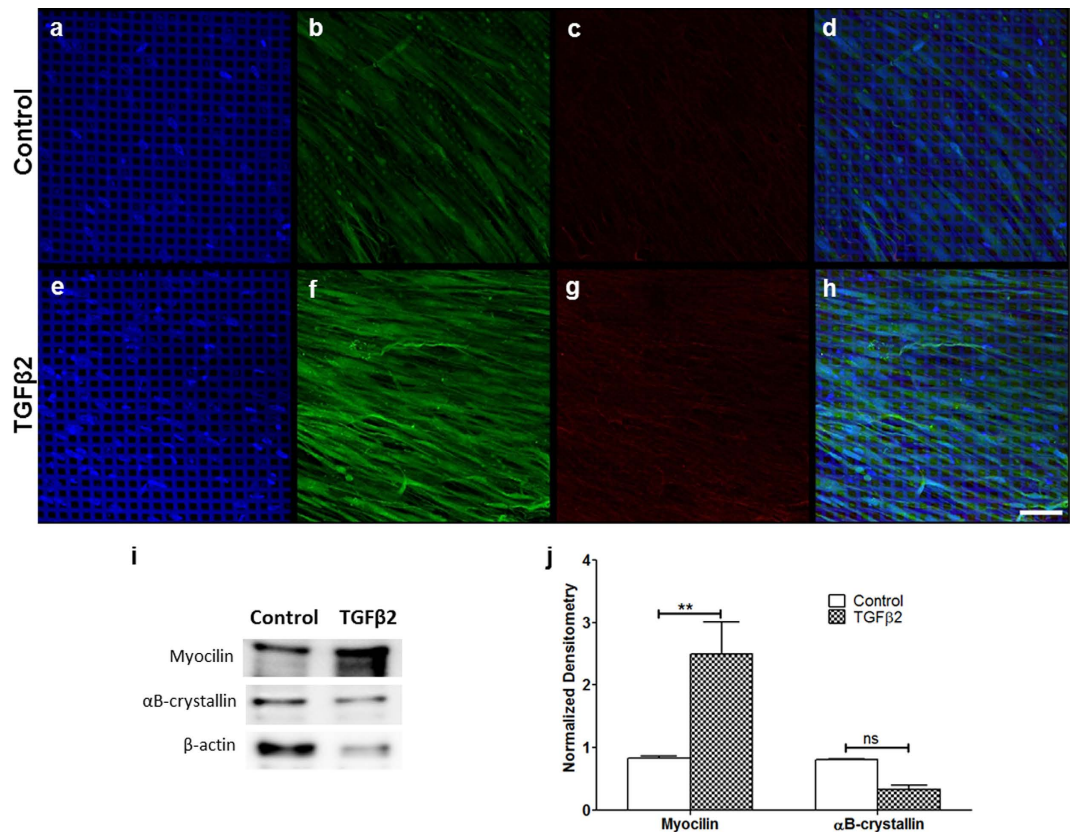 a
b
c
d
Control
e
f
g
h
TGFβ2
i
Control TGFβ2
Myocilin
αB-crystallin
β-actin
j
4
3
2
1
0
Normalized Densitometry
**
ns
Control
TGFβ2
Myocilin
αB-crystallin